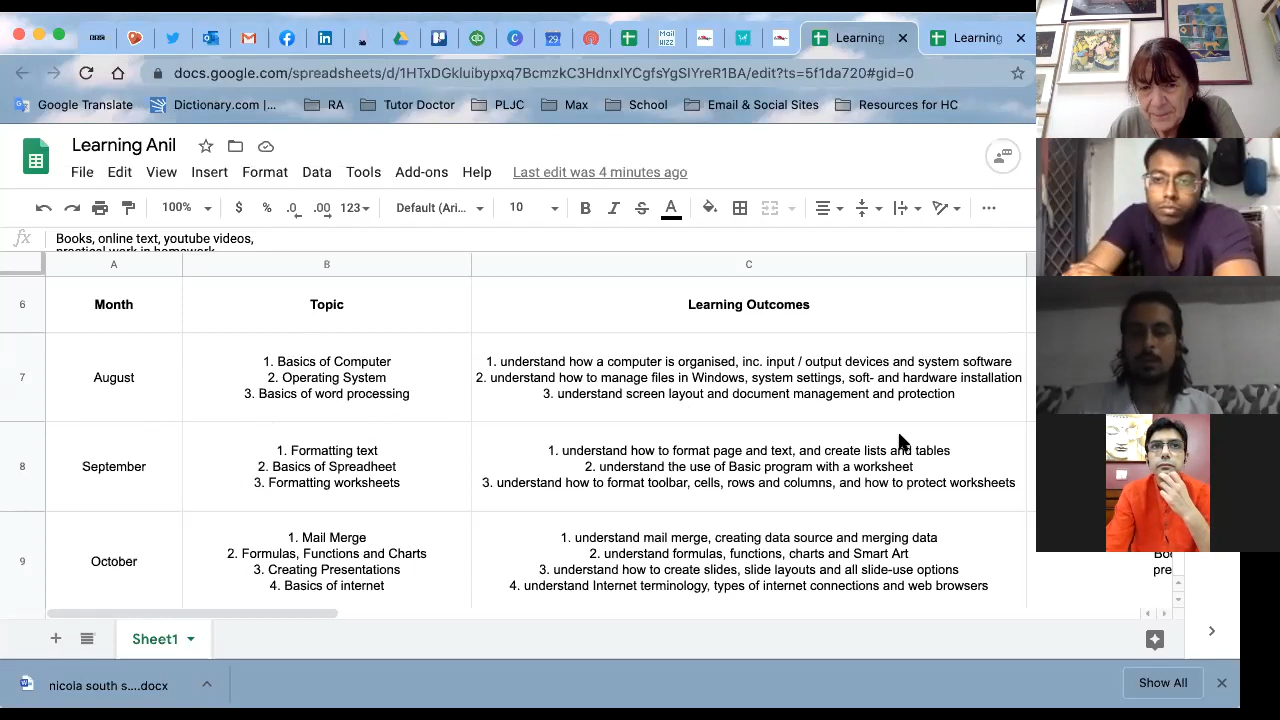 Mail
WIZZ
29
Learning
Learning
docs.google.com/spreadsheets/d/1HTxDGkluibypxq7BcmzkC3HdnxlYCgfsYgSlYreR1BA/edit?ts=5f1da720#gid=0
Google Translate
Dictionary.com |...
RA
Tutor Doctor
PLJC
Max
School
Email & Social Sites
Resources for HC
Learning Anil
File Edit View Insert Format Data Tools Add-ons Help Last edit was 4 minutes ago
100% $ % .0 .00 123 Default (Ari... 10 B I S A
fx Books, online text, youtube videos,
practical work in homework
A B C
6 Month Topic Learning Outcomes
7 August
1. Basics of Computer
2. Operating System
3. Basics of word processing
1. understand how a computer is organised, inc. input / output devices and system software
2. understand how to manage files in Windows, system settings, soft- and hardware installation
3. understand screen layout and document management and protection
8 September
1. Formatting text
2. Basics of Spreadheet
3. Formatting worksheets
1. understand how to format page and text, and create lists and tables
2. understand the use of Basic program with a worksheet
3. understand how to format toolbar, cells, rows and columns, and how to protect worksheets
9 October
1. Mail Merge
2. Formulas, Functions and Charts
3. Creating Presentations
4. Basics of internet
1. understand mail merge, creating data source and merging data
2. understand formulas, functions, charts and Smart Art
3. understand how to create slides, slide layouts and all slide-use options
4. understand Internet terminology, types of internet connections and web browsers
Sheet1
nicola south s....docx
Show All